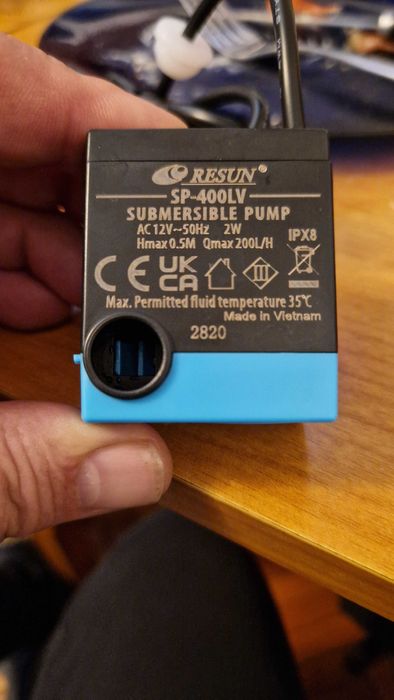 RESUN®
SP-400LV
SUBMERSIBLE PUMP
AC 12V~50Hz 2W
Hmax 0.5M Qmax 200L/H
IPX8
CE UK CA III
Max. Permitted fluid temperature 35℃
Made in Vietnam
2820